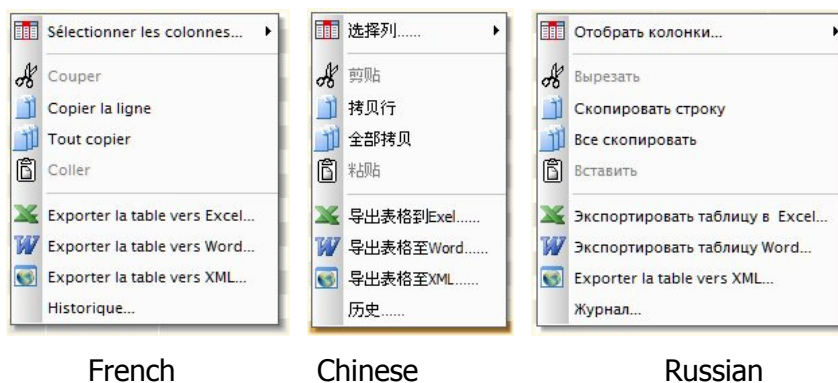 Sélectionner les colonnes...
Couper
Copier la ligne
Tout copier
Coller
Exporter la table vers Excel...
Exporter la table vers Word...
Exporter la table vers XML...
Historique...
选择列......
剪贴
拷贝行
全部拷贝
粘贴
导出表格到Exel......
导出表格至Word......
导出表格至XML......
历史......
Отобрать колонки...
Вырезать
Скопировать строку
Все скопировать
Вставить
Экспортировать таблицу в  Excel...
Экспортировать таблицу Word...
Exporter la table vers XML...
Журнал...
French
Chinese
Russian